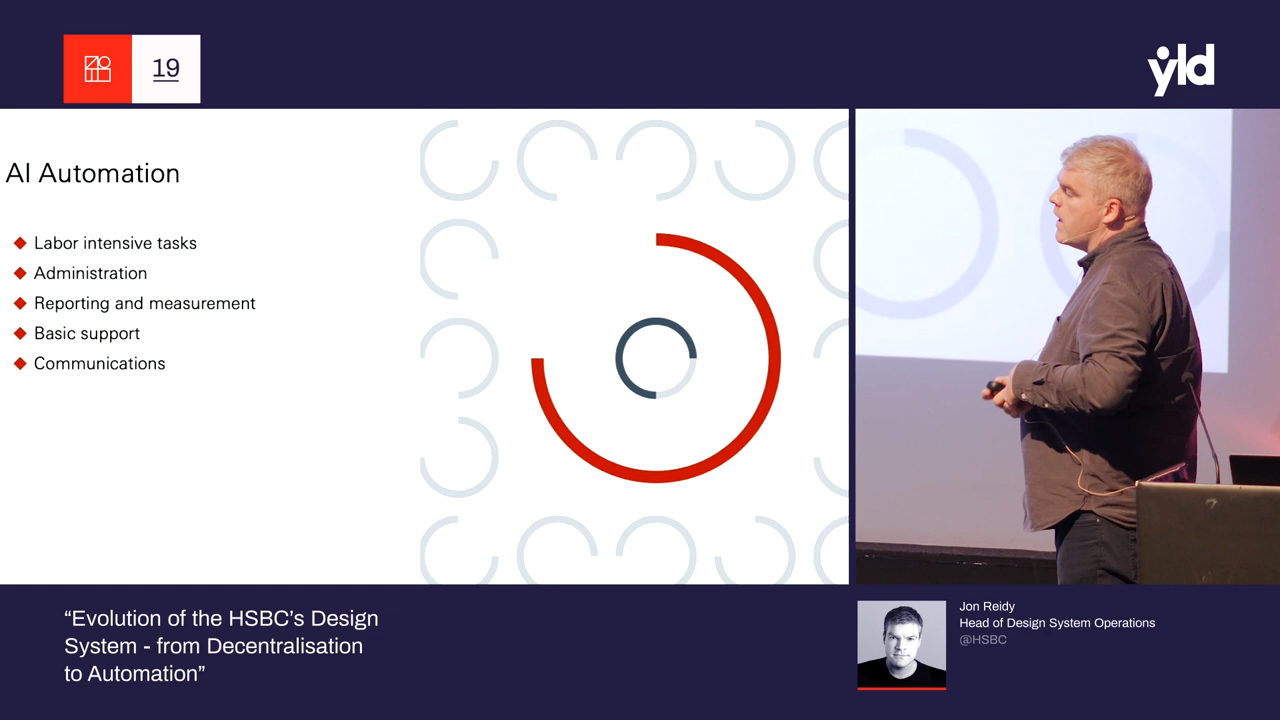 19
yld
AI Automation
Labor intensive tasks
Administration
Reporting and measurement
Basic support
Communications
“Evolution of the HSBC’s Design
System - from Decentralisation
to Automation”
Jon Reidy
Head of Design System Operations
@HSBC